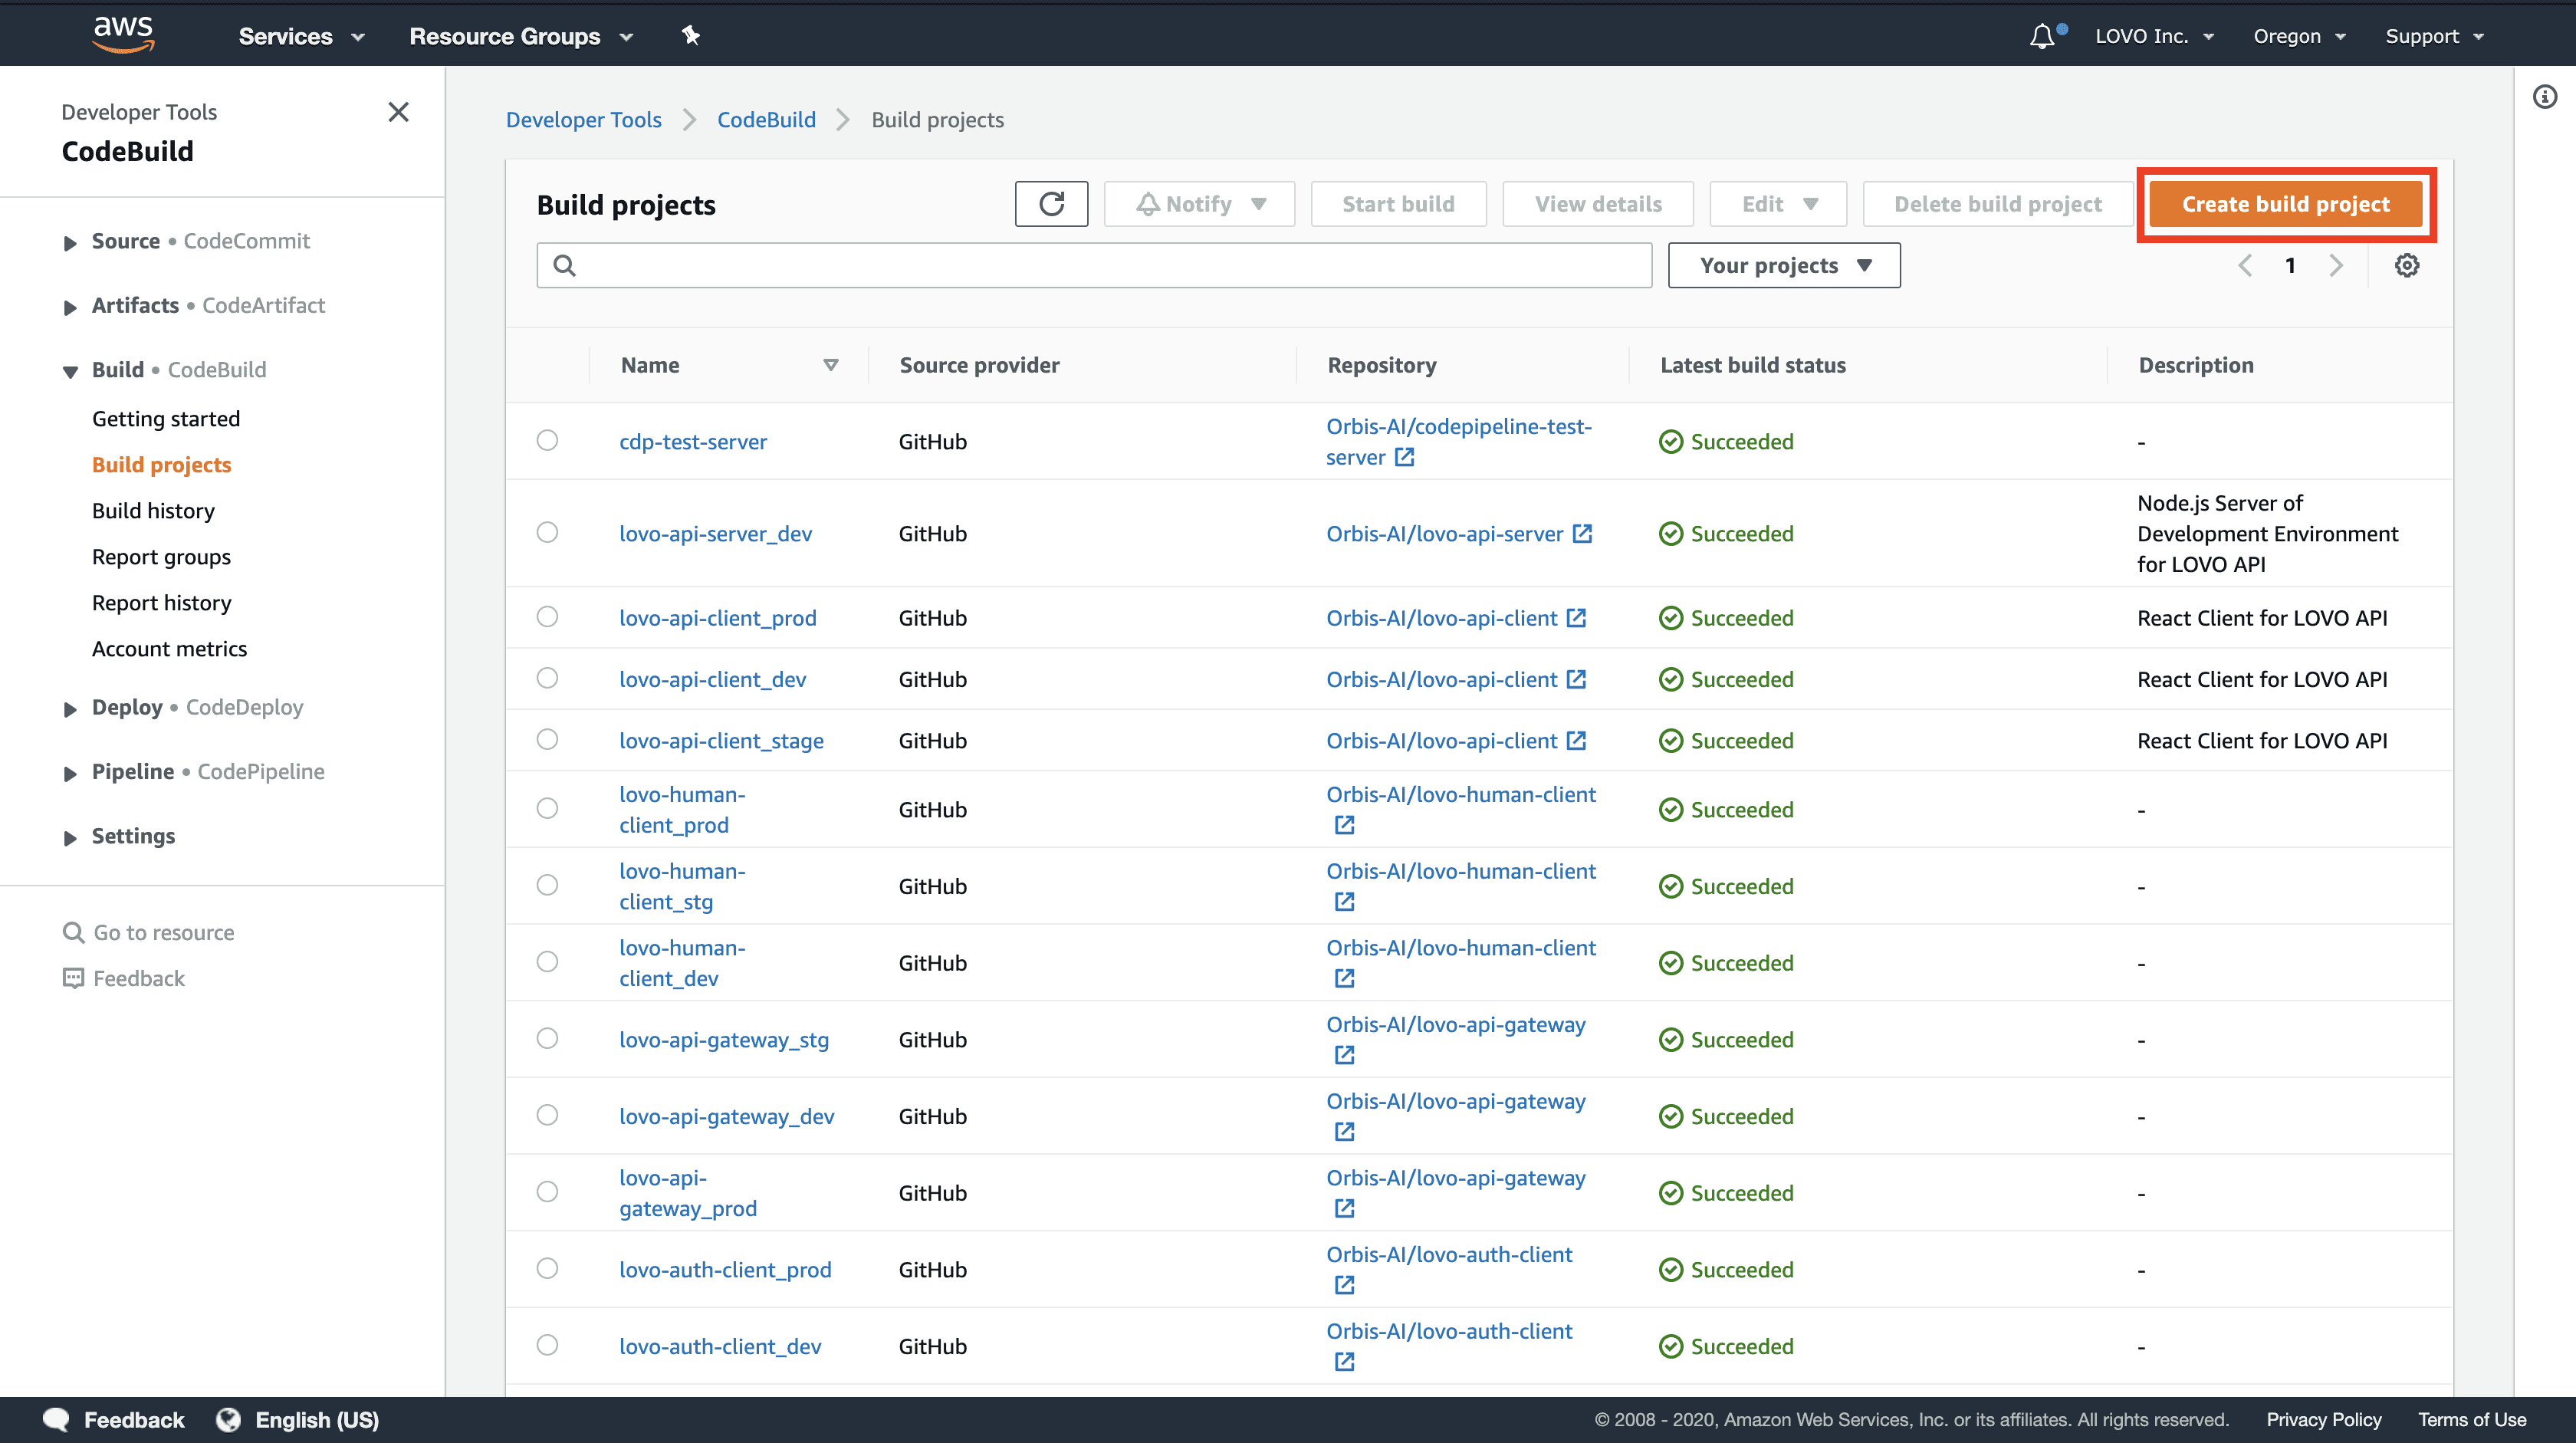 aws Services Resource Groups LOVO Inc. Oregon Support
Developer Tools
CodeBuild
Source • CodeCommit
Artifacts • CodeArtifact
Build • CodeBuild
Getting started
Build projects
Build history
Report groups
Report history
Account metrics
Deploy • CodeDeploy
Pipeline • CodePipeline
Settings
Go to resource
Feedback
Developer Tools CodeBuild Build projects
Build projects Notify Start build View details Edit Delete build project Create build project
Your projects 1
Name Source provider Repository Latest build status Description
cdp-test-server GitHub Orbis-AI/codepipeline-test-
server Succeeded -
lovo-api-server_dev GitHub Orbis-AI/lovo-api-server Succeeded Node.js Server of
Development Environment
for LOVO API
lovo-api-client_prod GitHub Orbis-AI/lovo-api-client Succeeded React Client for LOVO API
lovo-api-client_dev GitHub Orbis-AI/lovo-api-client Succeeded React Client for LOVO API
lovo-api-client_stage GitHub Orbis-AI/lovo-api-client Succeeded React Client for LOVO API
lovo-human-
client_prod GitHub Orbis-AI/lovo-human-client Succeeded -
lovo-human-
client_stg GitHub Orbis-AI/lovo-human-client Succeeded -
lovo-human-
client_dev GitHub Orbis-AI/lovo-human-client Succeeded -
lovo-api-gateway_stg GitHub Orbis-AI/lovo-api-gateway Succeeded -
lovo-api-gateway_dev GitHub Orbis-AI/lovo-api-gateway Succeeded -
lovo-api-
gateway_prod GitHub Orbis-AI/lovo-api-gateway Succeeded -
lovo-auth-client_prod GitHub Orbis-AI/lovo-auth-client Succeeded -
lovo-auth-client_dev GitHub Orbis-AI/lovo-auth-client Succeeded -
Feedback English (US) © 2008 - 2020, Amazon Web Services, Inc. or its affiliates. All rights reserved. Privacy Policy Terms of Use